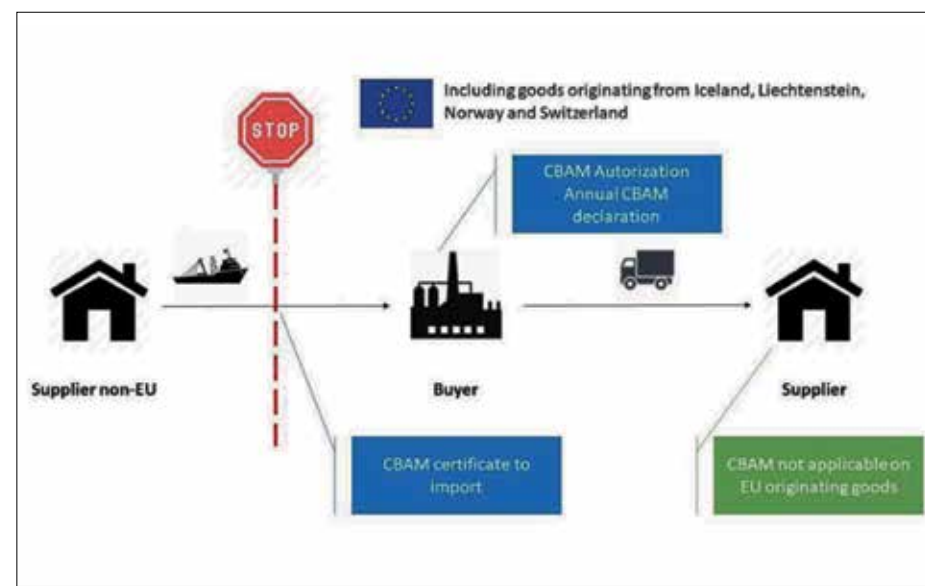 Including goods originating from Iceland, Liechtenstein,
Norway and Switzerland
STOP
CBAM Autorization
Annual CBAM
declaration
Supplier non-EU
Buyer
Supplier
CBAM certificate to
import
CBAM not applicable on
EU originating goods